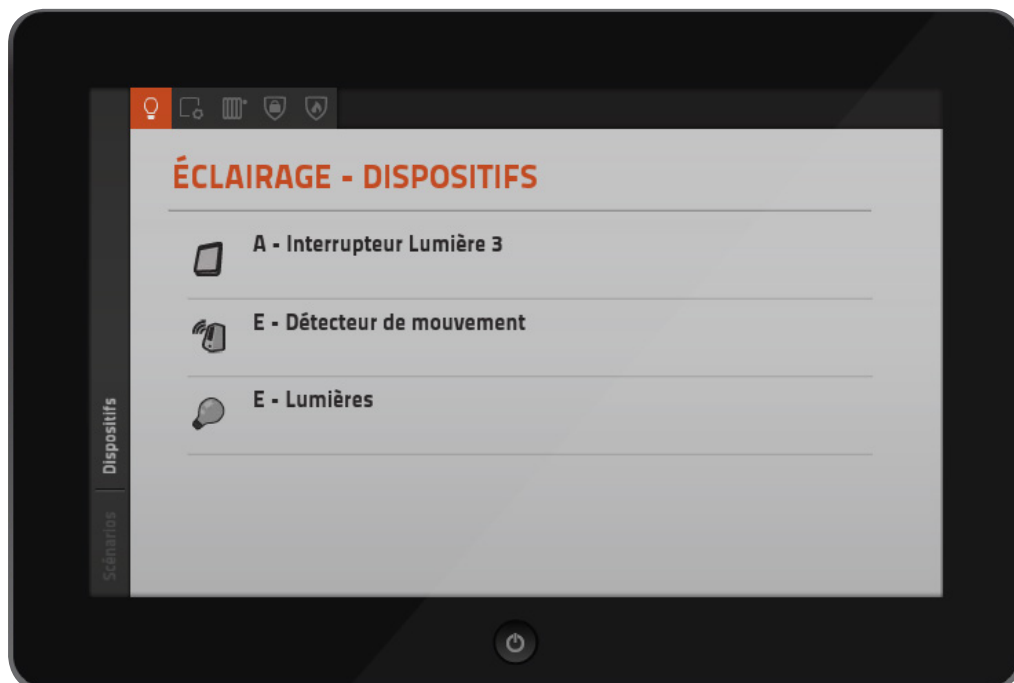 ÉCLAIRAGE - DISPOSITIFS
A - Interrupteur Lumière 3
E - Détecteur de mouvement
E - Lumières
Dispositifs
Scénarios